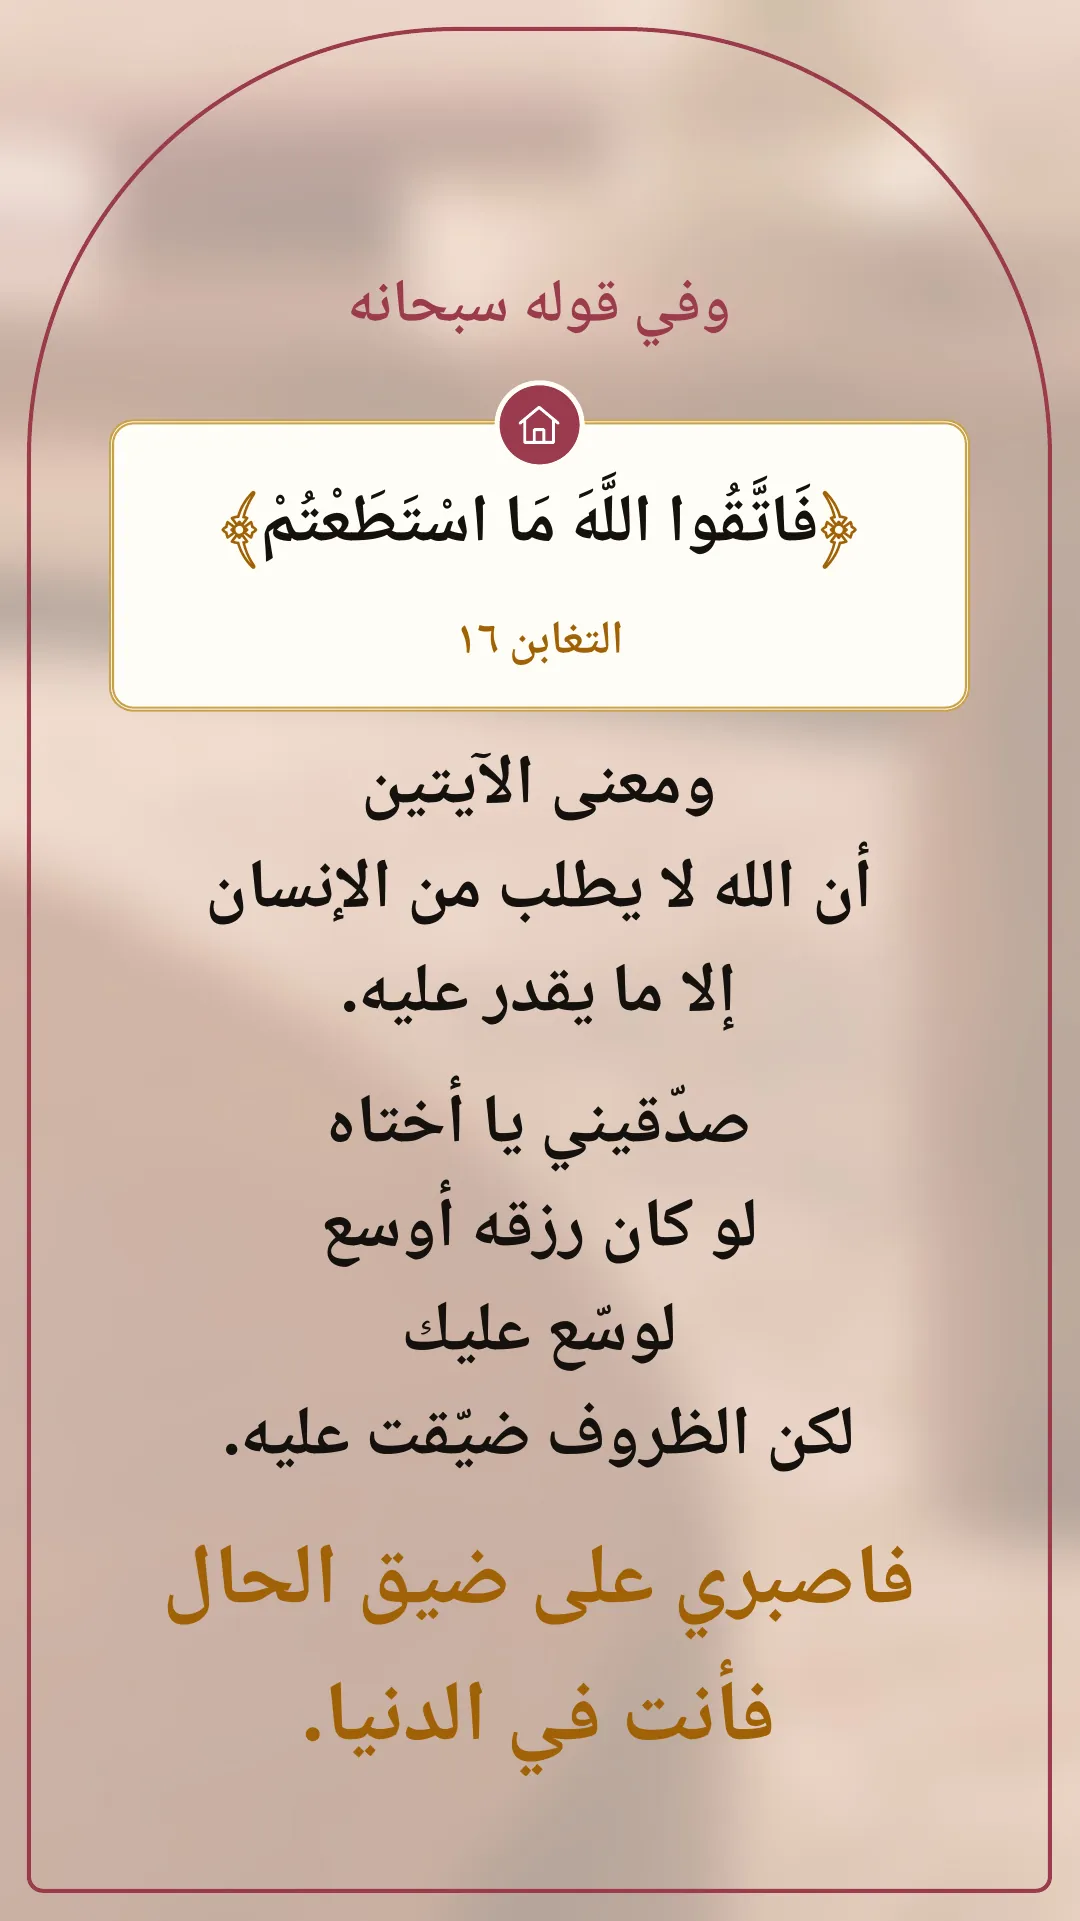 وفي قوله سبحانه
﴿فَاتَّقُوا اللَّهَ مَا اسْتَطَعْتُمْ﴾
التغابن ١٦
ومعنى الآيتين
أن الله لا يطلب من الإنسان
إلا ما يقدر عليه.
صدّقيني يا أختاه
لو كان رزقه أوسع
لوسّع عليك
لكن الظروف ضيّقت عليه.
فاصبري على ضيق الحال
فأنت في الدنيا.